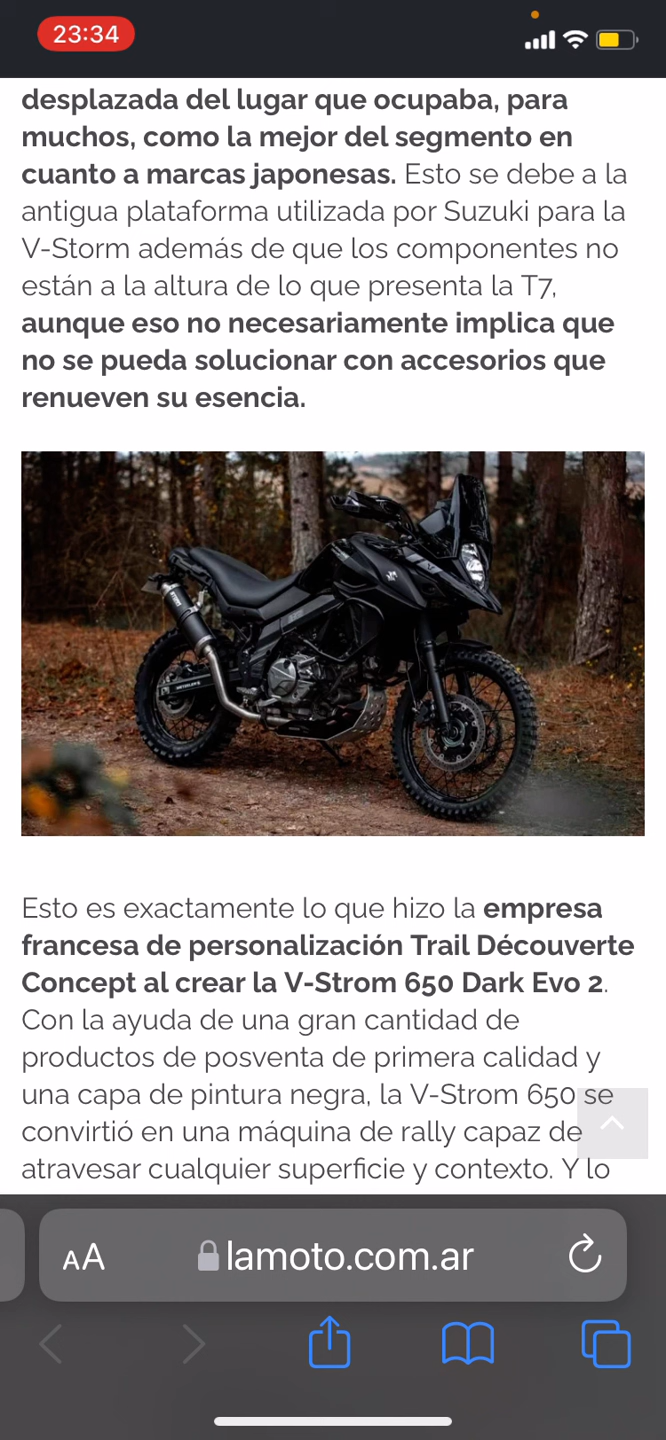 23:34
desplazada del lugar que ocupaba, para
muchos, como la mejor del segmento en
cuanto a marcas japonesas. Esto se debe a la
antigua plataforma utilizada por Suzuki para la
V-Storm además de que los componentes no
están a la altura de lo que presenta la T7,
aunque eso no necesariamente implica que
no se pueda solucionar con accesorios que
renueven su esencia.
Esto es exactamente lo que hizo la empresa
francesa de personalización Trail Découverte
Concept al crear la V-Strom 650 Dark Evo 2.
Con la ayuda de una gran cantidad de
productos de posventa de primera calidad y
una capa de pintura negra, la V-Strom 650 se
convirtió en una máquina de rally capaz de
atravesar cualquier superficie y contexto. Y lo
AA
lamoto.com.ar